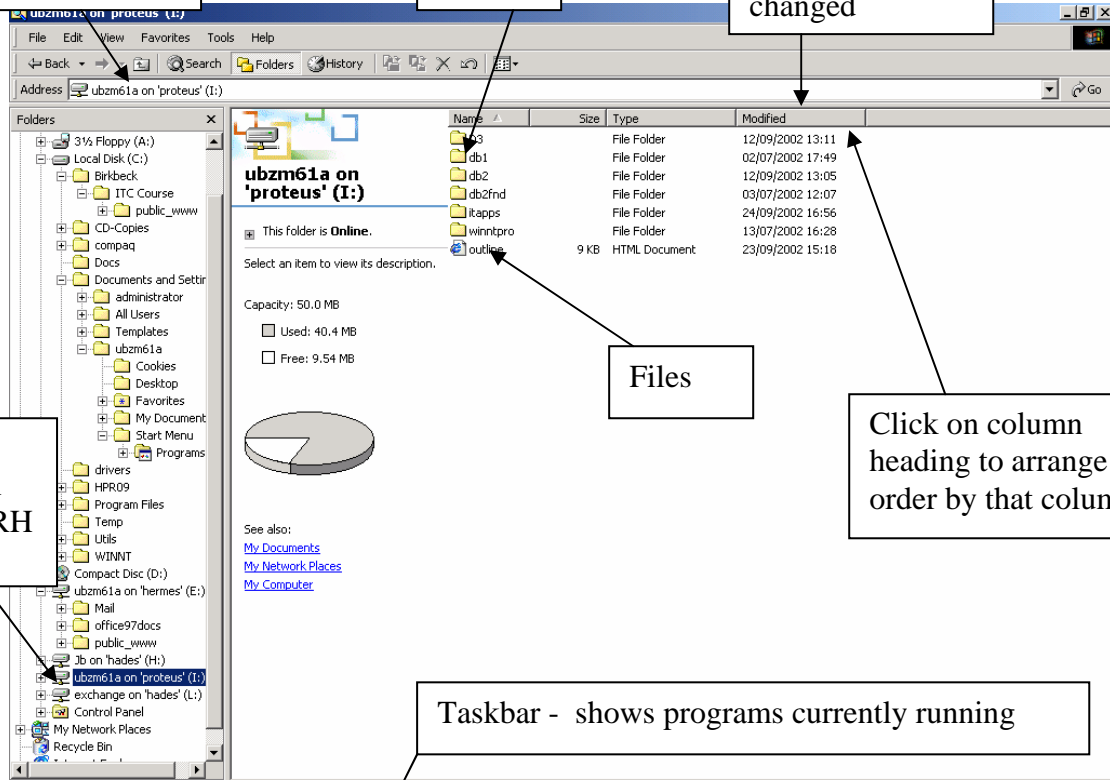 changed
ubzm61a on 'proteus' (I:)
File Edit View Favorites Tools Help
Back Search Folders History
Address ubzm61a on 'proteus' (I:) Go
Folders
3½ Floppy (A:)
Local Disk (C:)
Birkbeck
ITC Course
public_www
CD-Copies
compaq
Docs
Documents and Settin
administrator
All Users
Templates
ubzm61a
Cookies
Desktop
Favorites
My Document
Start Menu
Programs
drivers
HPR09
Program Files
Temp
Utils
WINNT
Compact Disc (D:)
ubzm61a on 'hermes' (E:)
Mail
office97docs
public_www
Jb on 'hades' (H:)
ubzm61a on 'proteus' (I:)
exchange on 'hades' (L:)
Control Panel
My Network Places
Recycle Bin
RH
ubzm61a on
'proteus' (I:)
This folder is Online.
Select an item to view its description.
Capacity: 50.0 MB
Used: 40.4 MB
Free: 9.54 MB
See also:
My Documents
My Network Places
My Computer
Name Size Type Modified
File Folder 12/09/2002 13:11
db1 File Folder 02/07/2002 17:49
db2 File Folder 12/09/2002 13:05
db2fnd File Folder 03/07/2002 12:07
itapps File Folder 24/09/2002 16:56
winntpro File Folder 13/07/2002 16:28
outline 9 KB HTML Document 23/09/2002 15:18
Files
Click on column
heading to arrange
order by that colum
Taskbar - shows programs currently running